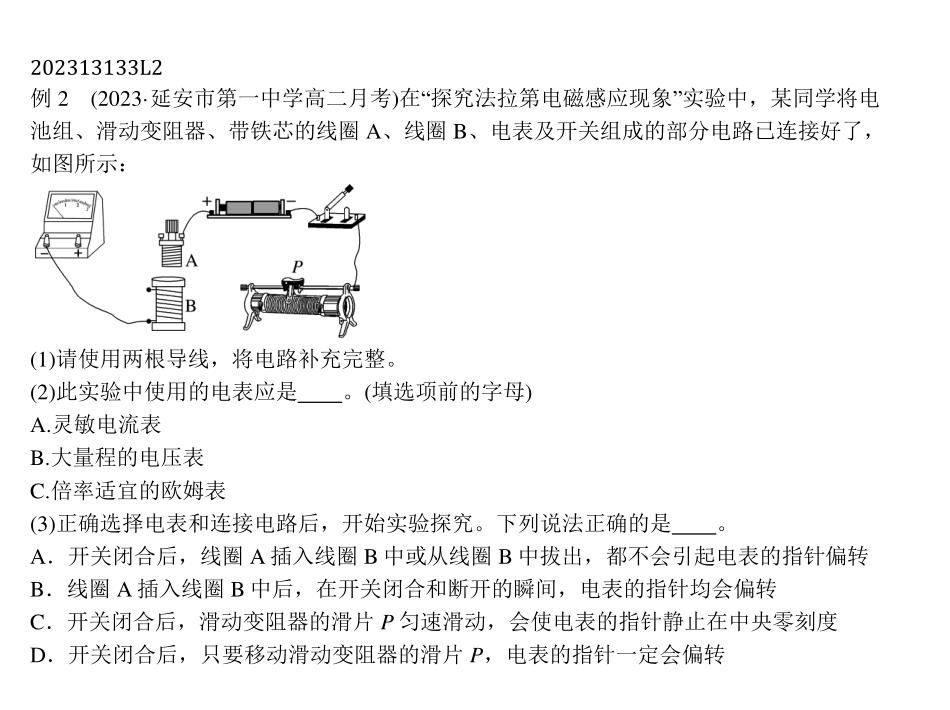 202313133L2
例 2　(2023·延安市第一中学高二月考)在“探究法拉第电磁感应现象”实验中，某同学将电
池组、滑动变阻器、带铁芯的线圈 A、线圈 B、电表及开关组成的部分电路已连接好了，
如图所示：
+ −
− +
A
P
B
(1)请使用两根导线，将电路补充完整。
(2)此实验中使用的电表应是____。(填选项前的字母)
A.灵敏电流表
B.大量程的电压表
C.倍率适宜的欧姆表
(3)正确选择电表和连接电路后，开始实验探究。下列说法正确的是____。
A．开关闭合后，线圈 A 插入线圈 B 中或从线圈 B 中拔出，都不会引起电表的指针偏转
B．线圈 A 插入线圈 B 中后，在开关闭合和断开的瞬间，电表的指针均会偏转
C．开关闭合后，滑动变阻器的滑片 P 匀速滑动，会使电表的指针静止在中央零刻度
D．开关闭合后，只要移动滑动变阻器的滑片 P，电表的指针一定会偏转